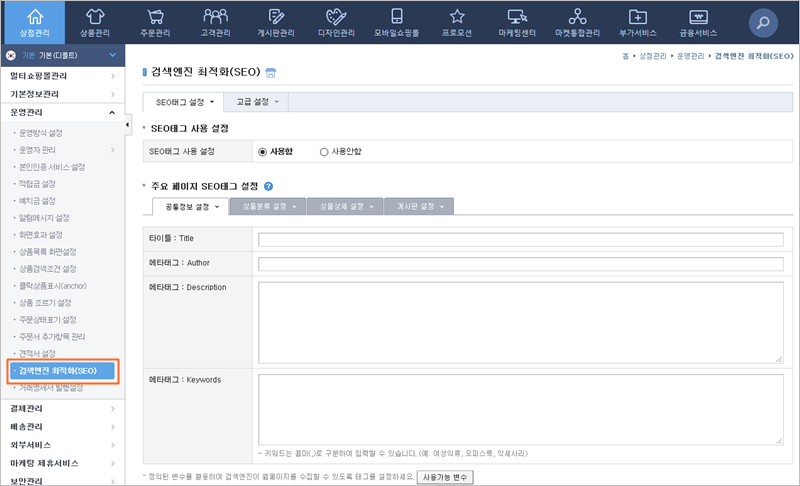 상점관리 상품관리 주문관리 고객관리 게시판관리 디자인관리 모바일쇼핑몰 프로모션 마케팅센터 마켓통합관리 부가서비스 금융서비스
기본 기본(디폴트)
멀티쇼핑몰관리
기본정보관리
운영관리
· 운영방식 설정
· 운영자 관리
· 본인인증 서비스 설정
· 적립금 설정
· 예치금 설정
· 알림메시지 설정
· 화면효과 설정
· 상품목록 화면설정
· 상품검색조건 설정
· 클릭상품표시(anchor)
· 상품 조르기 설정
· 주문상태표기 설정
· 주문서 추가항목 관리
· 견적서 설정
· 검색엔진 최적화(SEO)
· 거래명세서 발행설정
결제관리
배송관리
외부서비스
마케팅 제휴서비스
보안관리
홈 › 상점관리 › 운영관리 › 검색엔진 최적화(SEO)
검색엔진 최적화(SEO)
SEO태그 설정 고급 설정
· SEO태그 사용 설정
SEO태그 사용 설정 사용함 사용안함
· 주요 페이지 SEO태그 설정 ?
공통정보 설정 상품분류 설정 상품상세 설정 게시판 설정
타이틀 : Title
메타태그 : Author
메타태그 : Description
메타태그 : Keywords
- 키워드는 콤마(,)로 구분하여 입력할 수 있습니다. (예: 여성의류, 오피스룩, 악세사리)
- 정의된 변수를 활용하여 검색엔진이 웹페이지를 수집할 수 있도록 태그를 설정하세요. 사용가능 변수